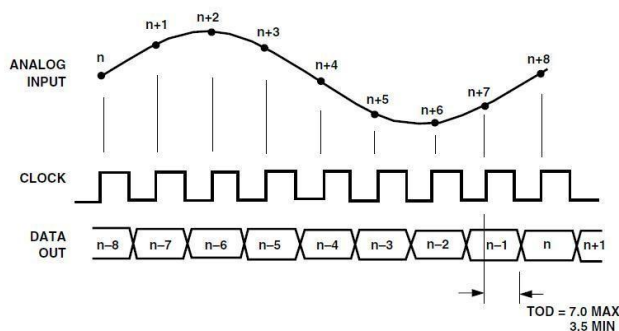 n
n+1
n+2
n+3
n+4
n+5
n+6
n+7
n+8
ANALOG
INPUT
CLOCK
DATA
OUT
n–8 n–7 n–6 n–5 n–4 n–3 n–2 n–1 n n+1
TOD = 7.0 MAX
3.5 MIN